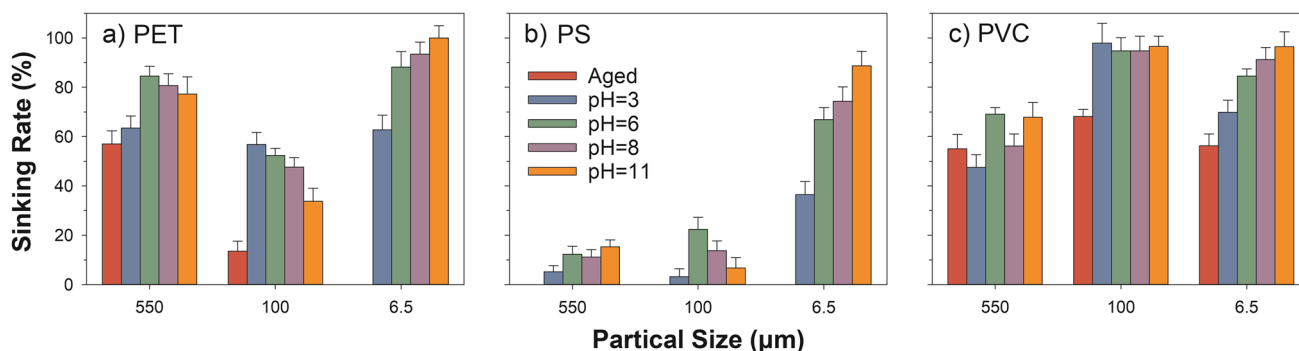 a) PET
b) PS
c) PVC
Sinking Rate (%)
100
80
60
40
20
0
Aged
pH=3
pH=6
pH=8
pH=11
550
100
6.5
550
100
6.5
550
100
6.5
Partical Size (µm)